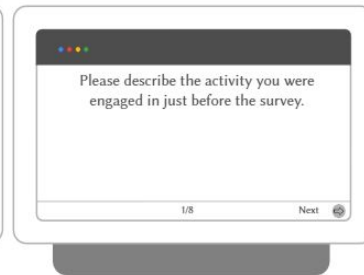 Please describe the activity you were
engaged in just before the survey.
1/8 Next